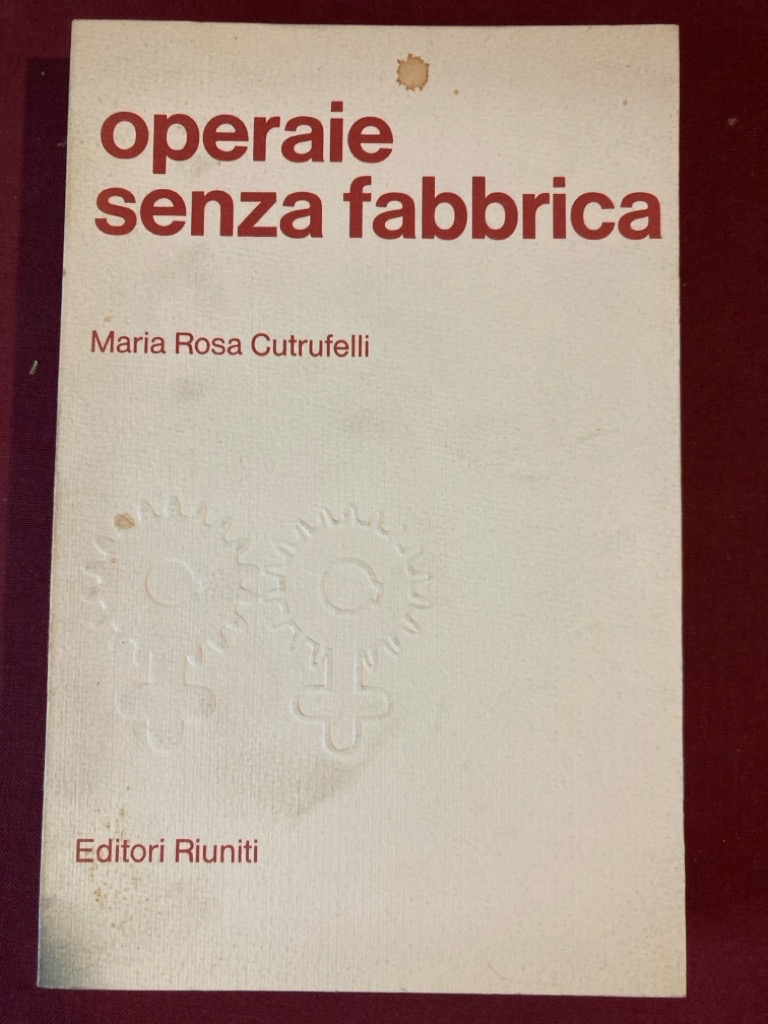 operaie
senza fabbrica
Maria Rosa Cutrufelli
Editori Riuniti